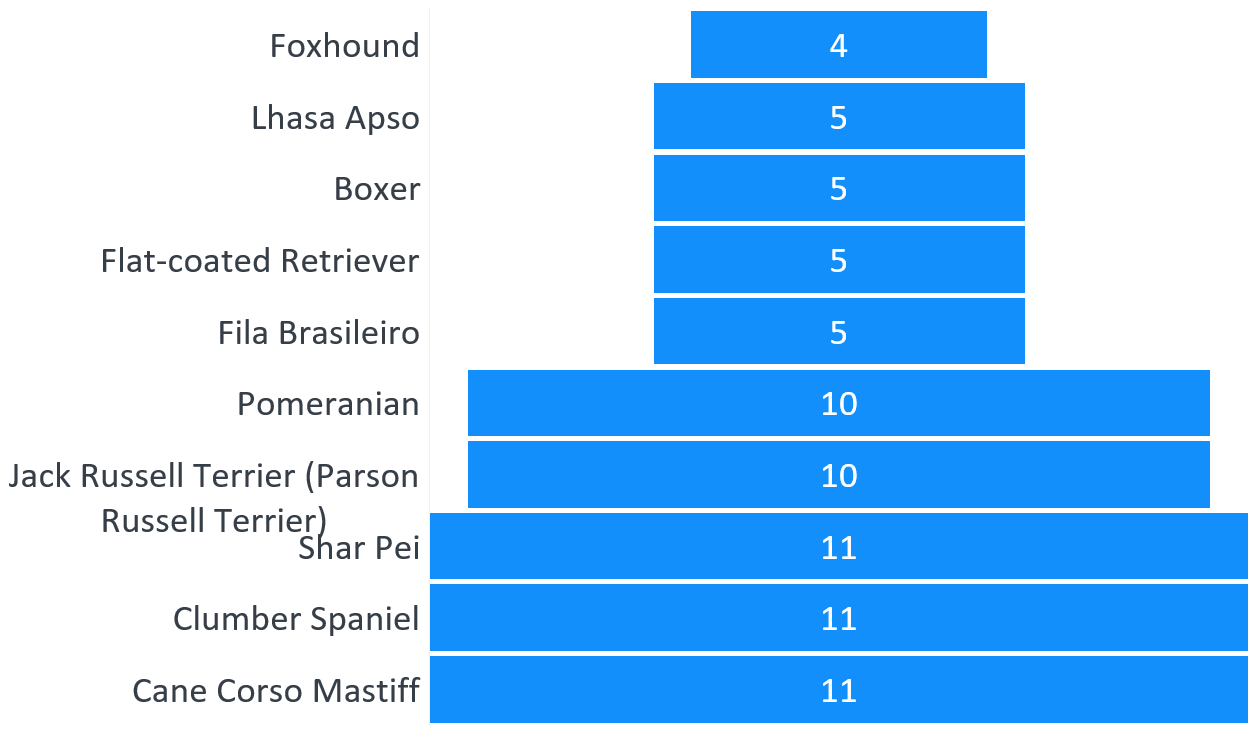 Foxhound 4
Lhasa Apso 5
Boxer 5
Flat-coated Retriever 5
Fila Brasileiro 5
Pomeranian 10
Jack Russell Terrier (Parson 10
Russell Terrier)
Shar Pei 11
Clumber Spaniel 11
Cane Corso Mastiff 11